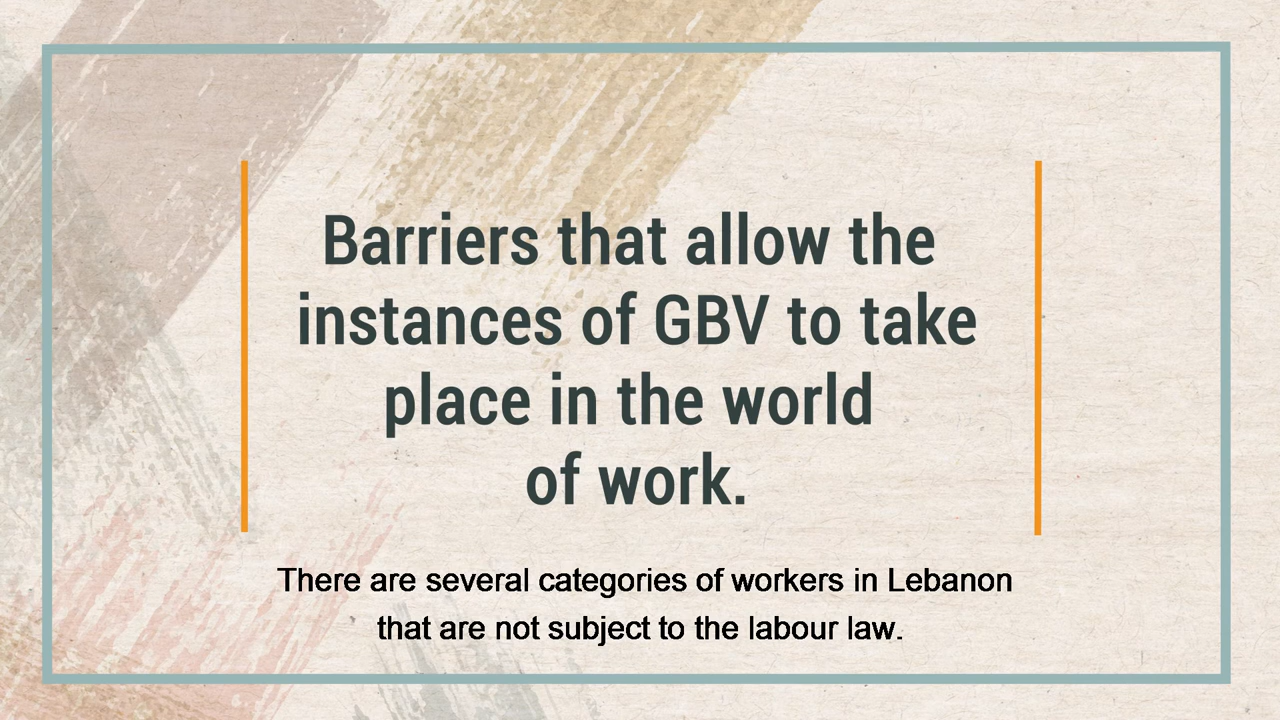 Barriers that allow the
instances of GBV to take
place in the world
of work.
There are several categories of workers in Lebanon
that are not subject to the labour law.